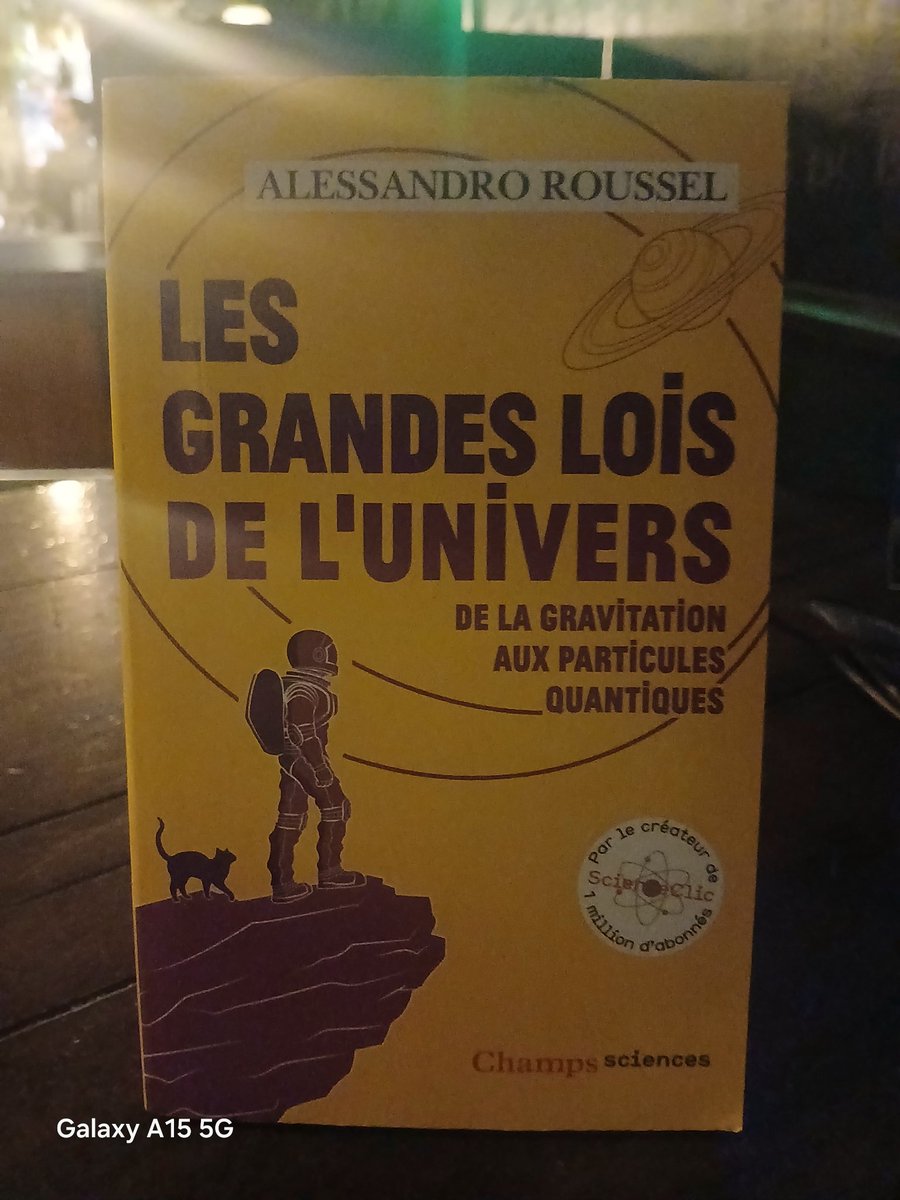 ALESSANDRO ROUSSEL
LES
GRANDES LOiS
DE L'UNiVERS
DE LA GRAViTATiON
AUX PARTiCULES
QUANTiQUES
Par le créateur de
ScienceClic
1 million d'abonnés
Champs sciences
Galaxy A15 5G